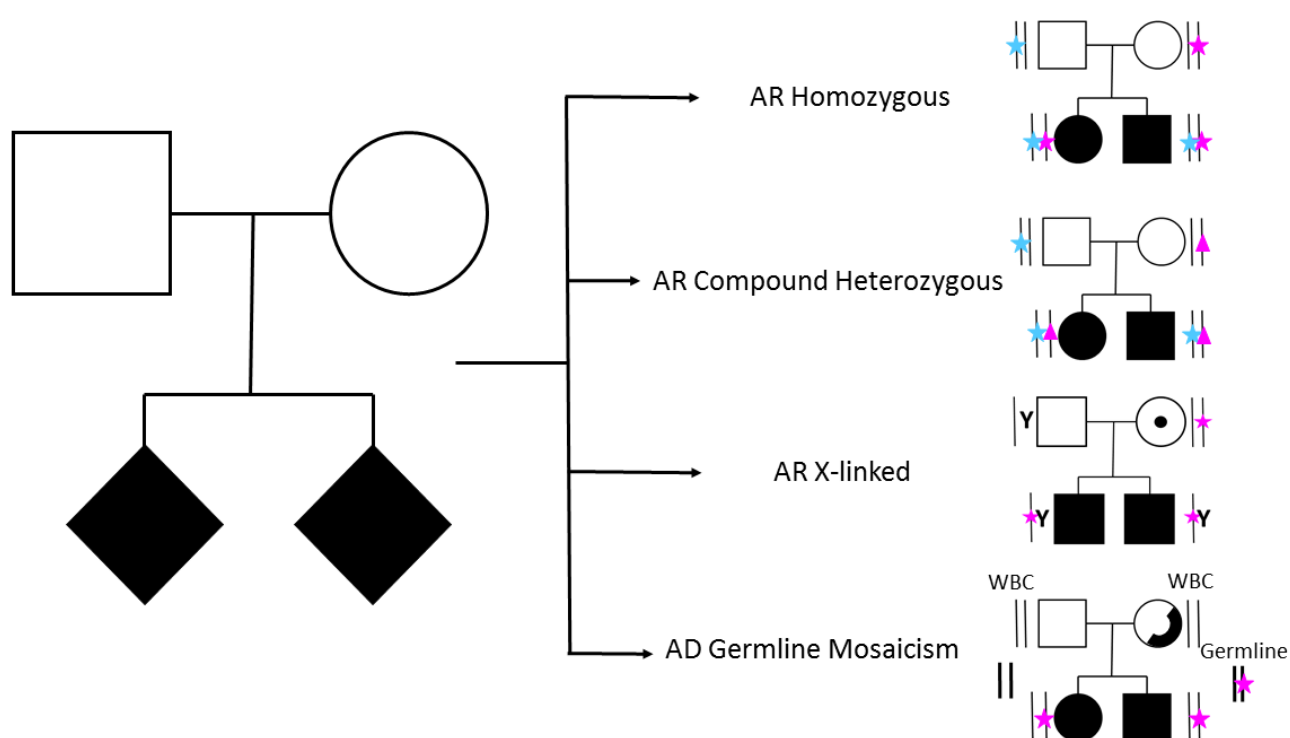 AR Homozygous
AR Compound Heterozygous
Y
AR X-linked
Y
Y
WBC
WBC
AD Germline Mosaicism
Germline